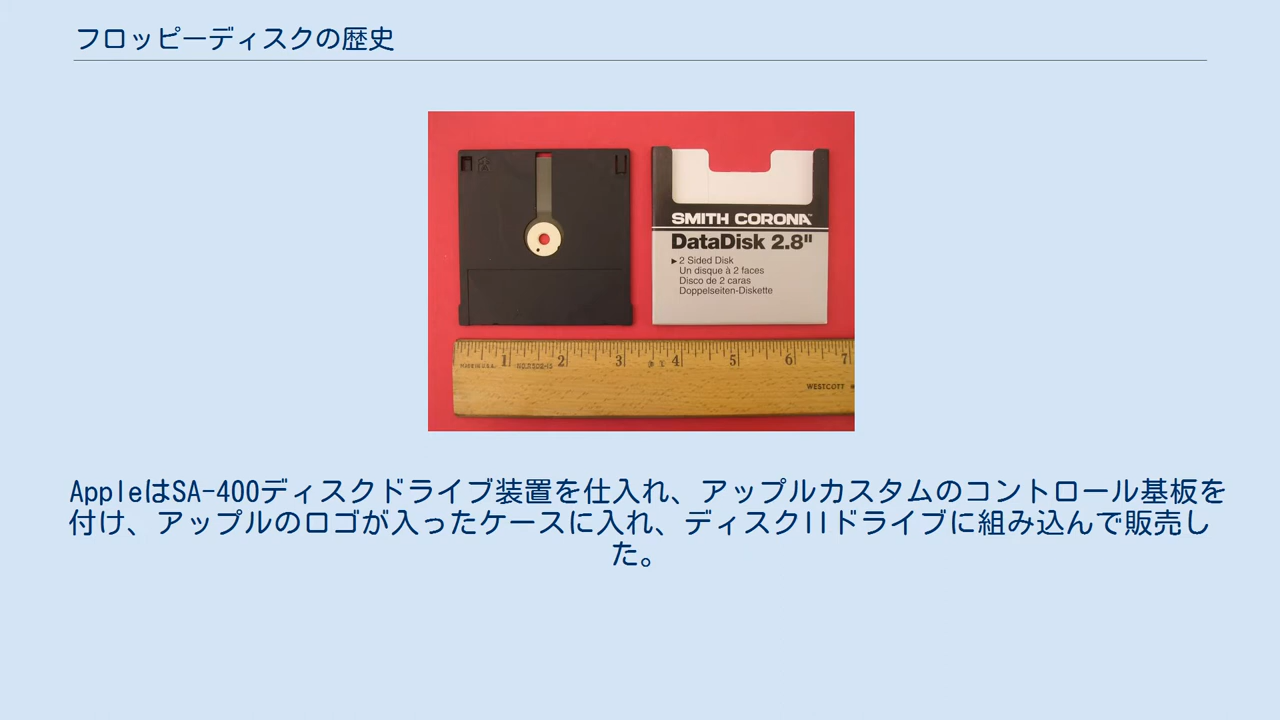 フロッピーディスクの歴史
SMITH CORONA™
DataDisk 2.8"
▶2 Sided Disk
Un disque à 2 faces
Disco de 2 caras
Doppelseiten-Diskette
1 2 3 4 5 6 7
MADE IN U.S.A.
WESTCOTT
AppleはSA-400ディスクドライブ装置を仕入れ、アップルカスタムのコントロール基板を
付け、アップルのロゴが入ったケースに入れ、ディスクIIドライブに組み込んで販売し
た。